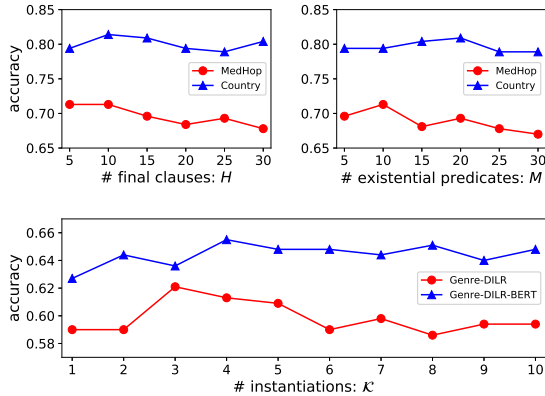 0.85
0.80
0.75
0.70
0.65
accuracy
MedHop
Country
5 10 15 20 25 30
# final clauses: H
0.85
0.80
0.75
0.70
0.65
MedHop
Country
5 10 15 20 25 30
# existential predicates: M
0.66
0.64
0.62
0.60
0.58
accuracy
Genre-DILR
Genre-DILR-BERT
1 2 3 4 5 6 7 8 9 10
# instantiations: 𝒦